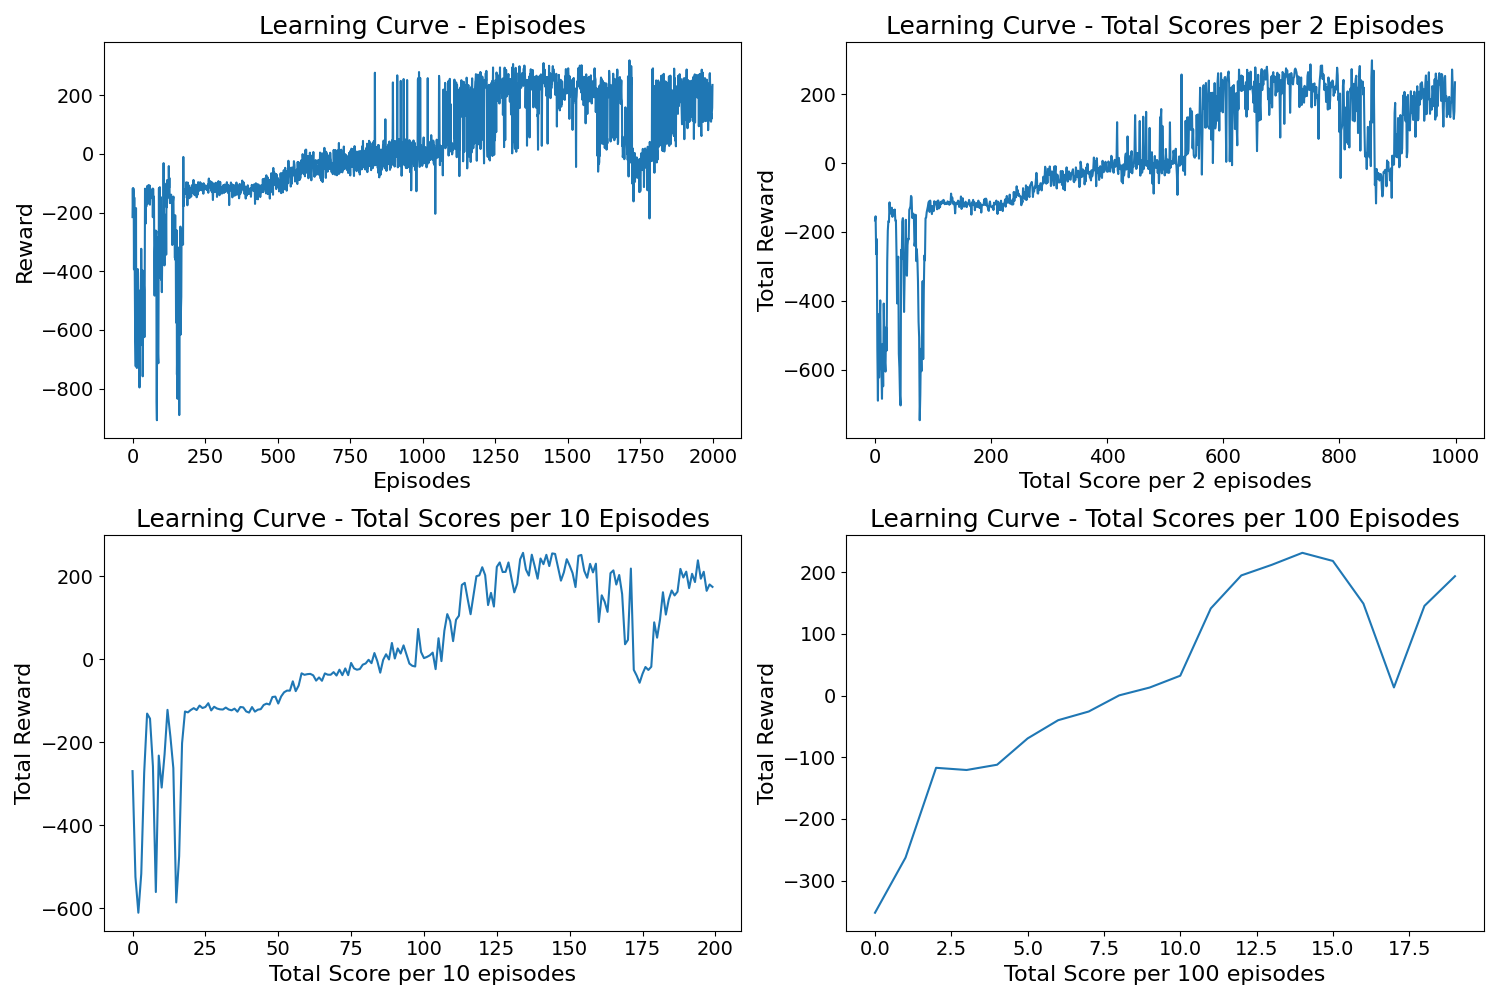 Learning Curve - Episodes
Reward
200
0
−200
−400
−600
−800
0 250 500 750 1000 1250 1500 1750 2000
Episodes
Learning Curve - Total Scores per 2 Episodes
Total Reward
200
0
−200
−400
−600
0 200 400 600 800 1000
Total Score per 2 episodes
Learning Curve - Total Scores per 10 Episodes
Total Reward
200
0
−200
−400
−600
0 25 50 75 100 125 150 175 200
Total Score per 10 episodes
Learning Curve - Total Scores per 100 Episodes
Total Reward
200
100
0
−100
−200
−300
0.0 2.5 5.0 7.5 10.0 12.5 15.0 17.5
Total Score per 100 episodes